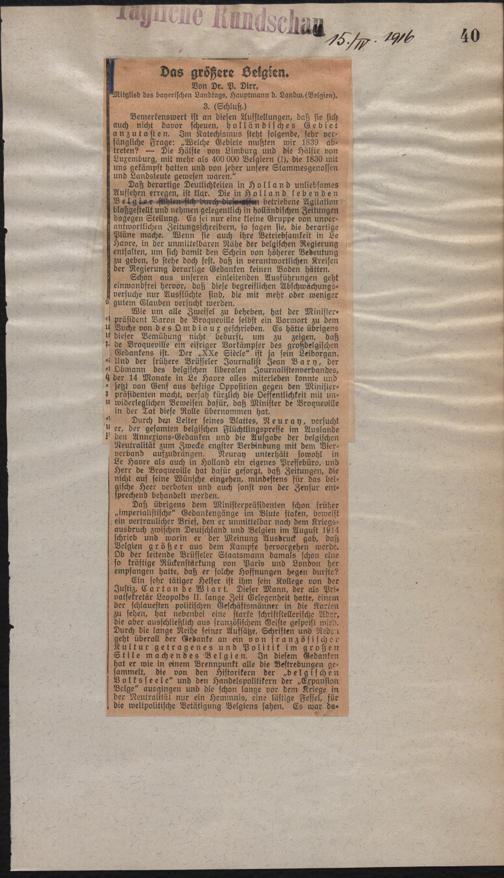 Tägliche Rundschau
15./IV. 1916
40
Das größere Belgien.
Von Dr. P. Dirr.
Mitglied des bayerischen Landtags, Hauptmann d. Landw. (Belgien).
3. (Schluß.)
Bemerkenswert ist an diesen Aufstellungen, daß sie sich
auch nicht davor scheuen, holländisches Gebiet
anzutasten. Im Katechismus steht folgende, sehr ver-
fängliche Frage: „Welche Gebiete mußten wir 1839 ab-
treten? — Die Hälfte von Limburg und die Hälfte von
Luxemburg, mit mehr als 400 000 Belgiern (!), die 1830 mit
uns gekämpft hatten und von jeher unsere Stammesgenossen
und Landsleute gewesen waren.“
Daß derartige Deutlichkeiten in Holland unliebsames
Aufsehen erregen, ist klar. Die in Holland lebenden
Belgier fühlen sich durch diese offen betriebene Agitation
bloßgestellt und nehmen gelegentlich in holländischen Zeitungen
dagegen Stellung. Es sei nur eine kleine Gruppe von unver-
antwortlichen Zeitungsschreibern, so sagen sie, die derartige
Pläne mache. Wenn sie auch ihre Betriebsamkeit in Le
Havre, in der unmittelbaren Nähe der belgischen Regierung
entfalten, um sich damit den Schein von höherer Bedeutung
zu geben, so stehe doch fest, daß in verantwortlichen Kreisen
der Regierung derartige Gedanken keinen Boden hätten.
Schon aus unseren einleitenden Ausführungen geht
einwandfrei hervor, daß diese begreiflichen Abschwächungs-
versuche nur Ausflüchte sind, die mit mehr oder weniger
gutem Glauben versucht werden.
Wie um alle Zweifel zu beheben, hat der Minister-
präsident Baron de Broqueville selbst ein Vorwort zu dem
Buche von des Ombiaux geschrieben. Es hätte übrigens
dieser Bemühung nicht bedurft, um zu zeigen, daß
de Broqueville ein eifriger Vorkämpfer des großbelgischen
Gedankens ist. Der „XXe Siècle“ ist ja sein Leiborgan.
Und der frühere Brüsseler Journalist Jean Bary, der
Obmann des belgischen liberalen Journalistenverbandes,
der 14 Monate in Le Havre alles miterleben konnte und
jetzt von Genf aus heftige Opposition gegen den Minister-
präsidenten macht, versah kürzlich die Oeffentlichkeit mit un-
widerleglichen Beweisen dafür, daß Minister de Broqueville
in der Tat diese Rolle übernommen hat.
Durch den Leiter seines Blattes, Neuray, versucht
er, der gesamten belgischen Flüchtlingspresse im Auslande
den Annexions-Gedanken und die Aufgabe der belgischen
Neutralität zum Zwecke engster Verbindung mit dem Vier-
verband aufzudrängen. Neuray unterhält sowohl in
Le Havre als auch in Holland ein eigenes Pressebüro, und
Herr de Broqueville hat dafür gesorgt, daß Zeitungen, die
nicht auf seine Wünsche eingehen, mindestens für das bel-
gische Heer verboten und auch sonst von der Zensur ent-
sprechend behandelt werden.
Daß übrigens dem Ministerpräsidenten schon früher
„imperialistische“ Gedankengänge im Blute staken, beweist
ein vertraulicher Brief, den er unmittelbar nach dem Kriegs-
ausbruch zwischen Deutschland und Belgien im August 1914
schrieb und worin er der Meinung Ausdruck gab, daß
Belgien größer aus dem Kampfe hervorgehen werde.
Ob der leitende Brüsseler Staatsmann damals schon eine
so kräftige Rückenstärkung von Paris und London her
empfangen hatte, daß er solche Hoffnungen hegen durfte?
Ein sehr tätiger Helfer ist ihm sein Kollege von der
Justiz, Carton de Wiart. Dieser Mann, der als Pri-
vatsekretär Leopolds II. lange Zeit Gelegenheit hatte, einem
der schlauesten politischen Geschäftsmänner in die Karten
zu sehen, hat nebenbei eine starke schriftstellerische Ader,
die aber ausschließlich aus französischem Geiste gespeist wird.
Durch die lange Reihe seiner Aufsätze, Schriften und Reden
geht überall der Gedanke an ein von französischer
Kultur getragenes und Politik im großen
Stile machendes Belgien. In diesem Gedanken
hat er wie in einem Brennpunkt alle die Bestrebungen ge-
sammelt, die von den Historikern der „belgischen
Volksseele“ und den Handelspolitikern der „Expansion
Belge“ ausgingen und die schon lange vor dem Kriege in
der Neutralität nur ein Hemmnis, eine lästige Fessel, für
die weltpolitische Betätigung Belgiens sahen. Es war da-